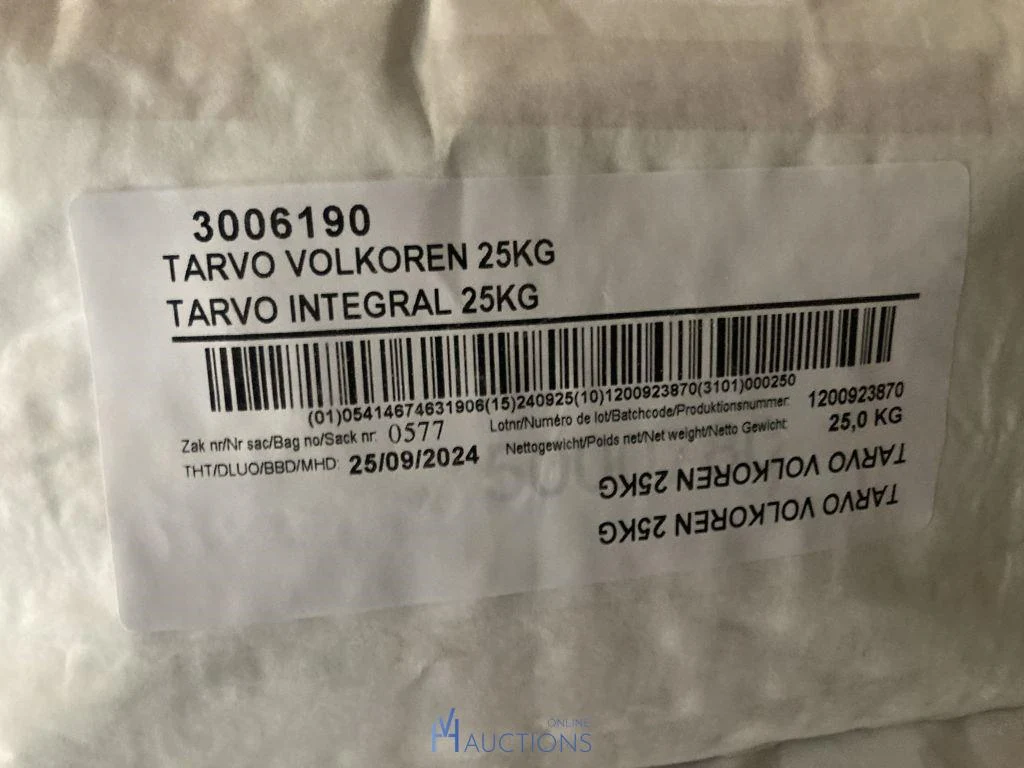 3006190
TARVO VOLKOREN 25KG
TARVO INTEGRAL 25KG
(01)05414674631906(15)240925(10)1200923870(3101)000250
Zak nr/Nr sac/Bag no/Sack nr: 0577
Lotnr/Numéro de lot/Batchcode/Produktionsnummer: 1200923870
THT/DLUO/BBD/MHD: 25/09/2024
Nettogewicht/Poids net/Net weight/Netto Gewicht: 25,0 KG
TARVO VOLKOREN 25KG
TARVO VOLKOREN 25KG
ONLINE
AUCTIONS